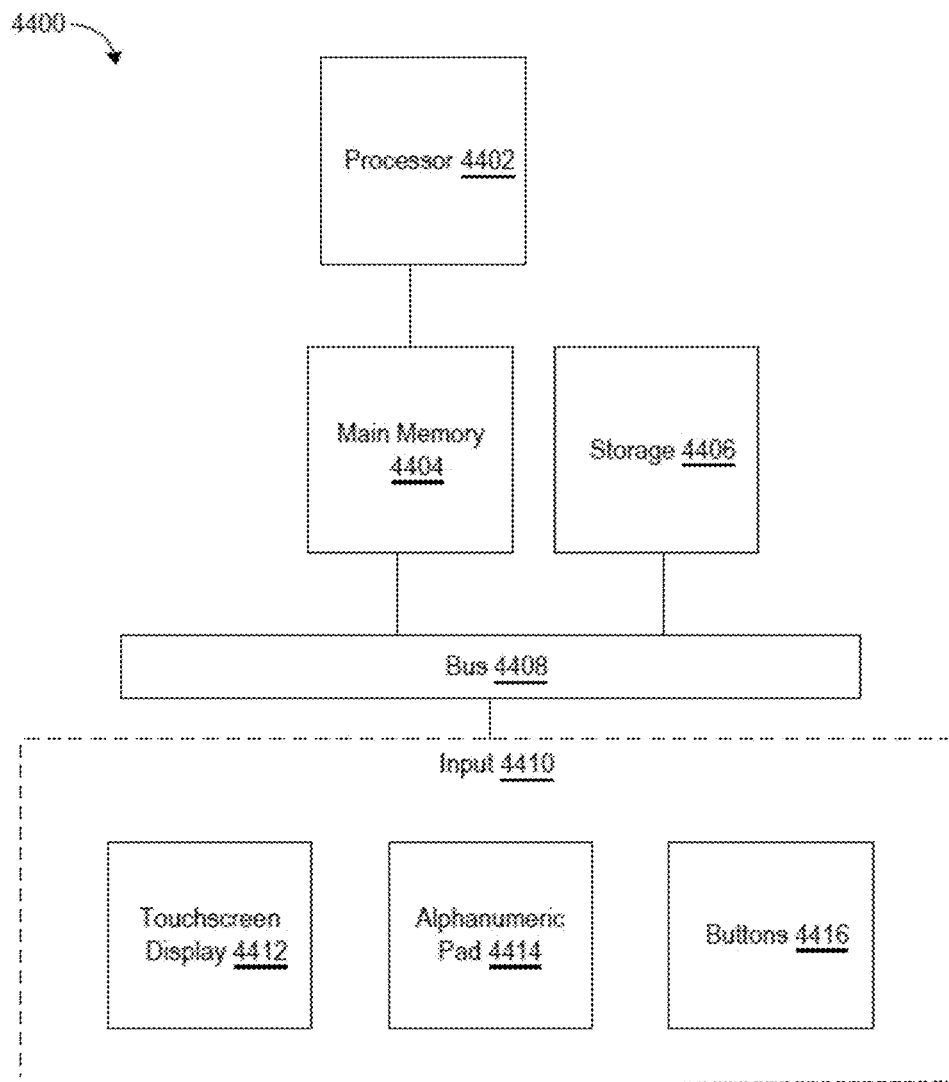 4400
Processor 4402
Main Memory
4404
Storage 4406
Bus 4408
Input 4410
Touchscreen
Display 4412
Alphanumeric
Pad 4414
Buttons 4416